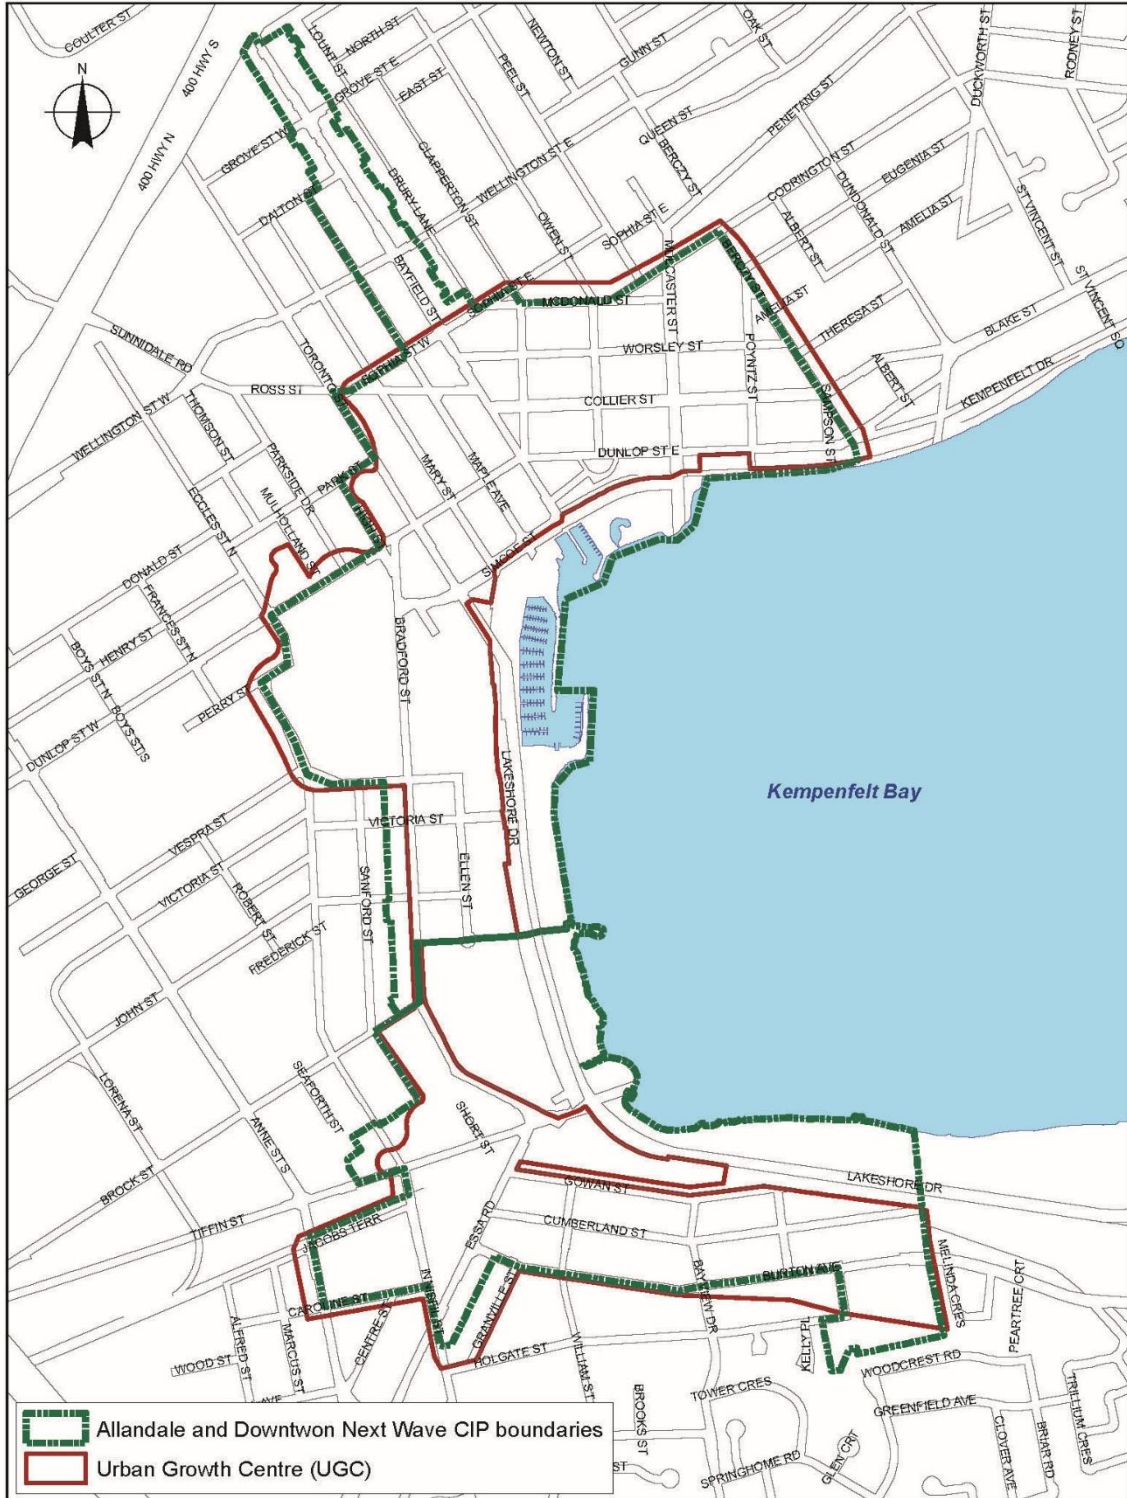 COULTER ST
400 HWY S
LOUNT ST
NORTH ST
NEWTON ST
OAK ST
GUNN ST
DUCKWORTH ST
RODNEY ST
N
GROVE ST E
EAST ST
PEEL ST
400 HWY N
GROVE ST W
QUEEN ST
PENETANG ST
CLAPPERTON ST
WELLINGTON ST E
BERCZY ST
CODRINGTON ST
EUGENIA ST
DALTON ST
DRURY LANE
OWEN ST
SOPHIA ST E
DUNDONALD ST
ALBERT ST
AMELIA ST
ST VINCENT ST
BAYFIELD ST
MULCASTER ST
BERCZY ST
ST VINCENT SQ
SOPHIA ST E
MCDONALD ST
AMELIA ST
THERESA ST
BLAKE ST
SUNNIDALE RD
TORONTO ST
SOPHIA ST W
WORSLEY ST
POYNTZ ST
ALBERT ST
KEMPENFELT DR
ROSS ST
COLLIER ST
SAMPSON ST
WELLINGTON ST W
THOMSON ST
PARKSIDE DR
PARK ST
MARY ST
MAPLE AVE
DUNLOP ST E
ECCLES ST N
MULHOLLAND ST
HIGH ST
SIMCOE ST
DONALD ST
FRANCES ST N
HENRY ST
BOYS ST N
BRADFORD ST
PERRY ST
DUNLOP ST W
BOYS ST S
LAKESHORE DR
Kempenfelt Bay
VESPRA ST
VICTORIA ST
GEORGE ST
VICTORIA ST
ELLEN ST
SANFORD ST
ROBERT ST
FREDERICK ST
JOHN ST
LORENA ST
SEAFORTH ST
ANNE ST S
SHORT ST
BROCK ST
LAKESHORE DR
GOWAN ST
TIFFIN ST
JACOBS TERR
ESSA RD
CUMBERLAND ST
MELINDA CRES
PEARTREE CRT
INNISFIL ST
BURTON AVE
BAYVIEW DR
CAROLINE ST
GRANVILLE ST
KELLY PL
ALFRED ST
MARCUS ST
CENTRE ST
WOOD ST
HOLGATE ST
WILLIAM ST
WOODCREST RD
TOWER CRES
GREENFIELD AVE
TRILLIUM CRES
BROOKS ST
CLOVER AVE
BRIAR RD
GLEN CRT
SPRINGHOME RD
AVE
ST
Allandale and Downtwon Next Wave CIP boundaries
Urban Growth Centre (UGC)